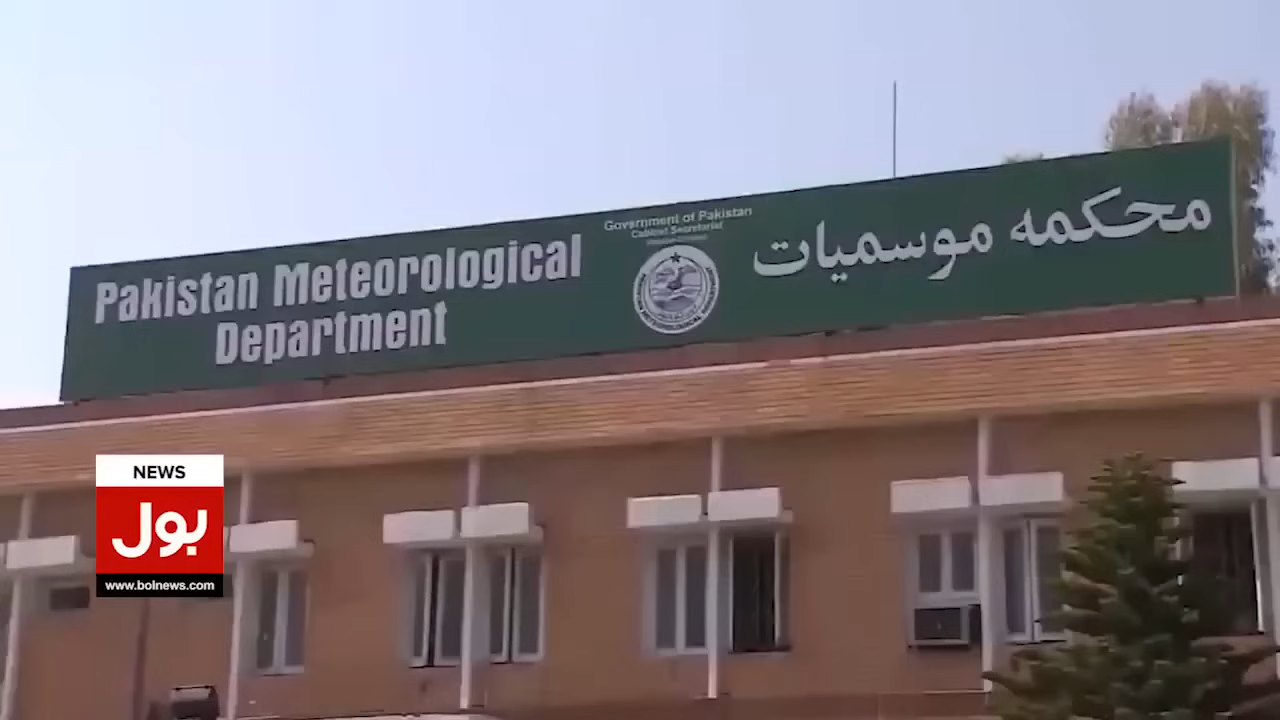 Pakistan Meteorological
Department
Government of Pakistan
Cabinet Secretariat
محکمہ موسمیات
NEWS
بول
www.bolnews.com